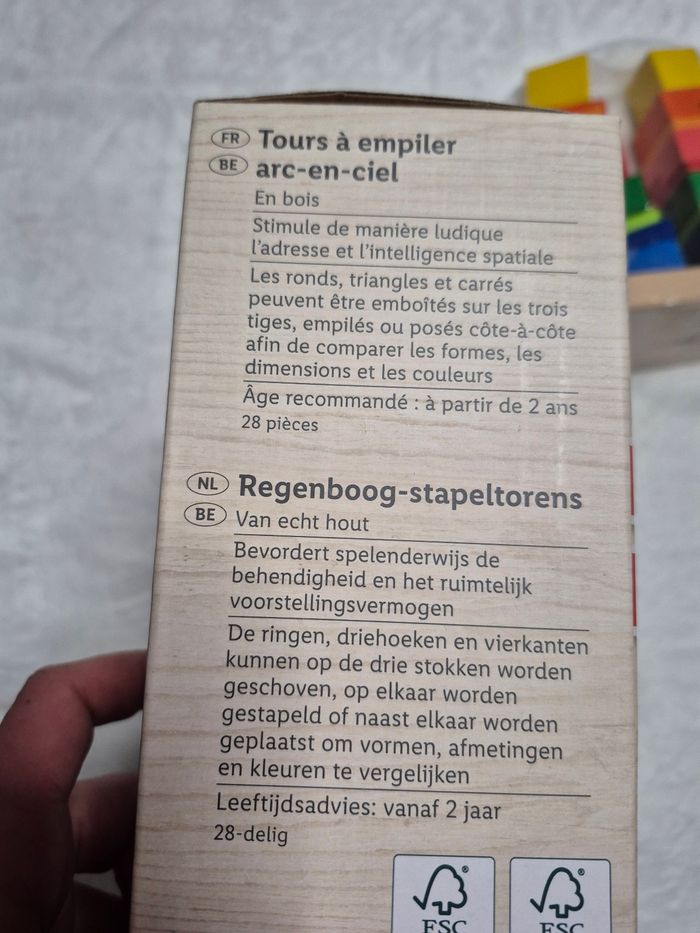 FR Tours à empiler
BE arc-en-ciel
En bois
Stimule de manière ludique
l'adresse et l'intelligence spatiale
Les ronds, triangles et carrés
peuvent être emboîtés sur les trois
tiges, empilés ou posés côte-à-côte
afin de comparer les formes, les
dimensions et les couleurs
Âge recommandé : à partir de 2 ans
28 pièces
NL Regenboog-stapeltorens
BE Van echt hout
Bevordert spelenderwijs de
behendigheid en het ruimtelijk
voorstellingsvermogen
De ringen, driehoeken en vierkanten
kunnen op de drie stokken worden
geschoven, op elkaar worden
gestapeld of naast elkaar worden
geplaatst om vormen, afmetingen
en kleuren te vergelijken
Leeftijdsadvies: vanaf 2 jaar
28-delig
® ®
FSC FSC